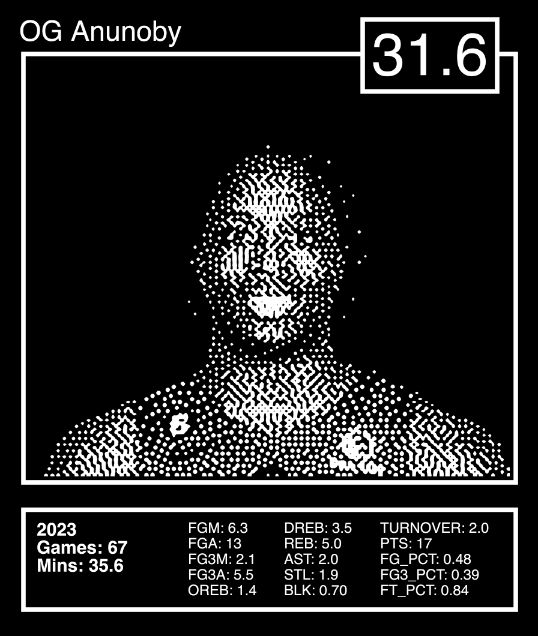 OG Anunoby
31.6
6
2023
Games: 67
Mins: 35.6
FGM: 6.3
FGA: 13
FG3M: 2.1
FG3A: 5.5
OREB: 1.4
DREB: 3.5
REB: 5.0
AST: 2.0
STL: 1.9
BLK: 0.70
TURNOVER: 2.0
PTS: 17
FG_PCT: 0.48
FG3_PCT: 0.39
FT_PCT: 0.84